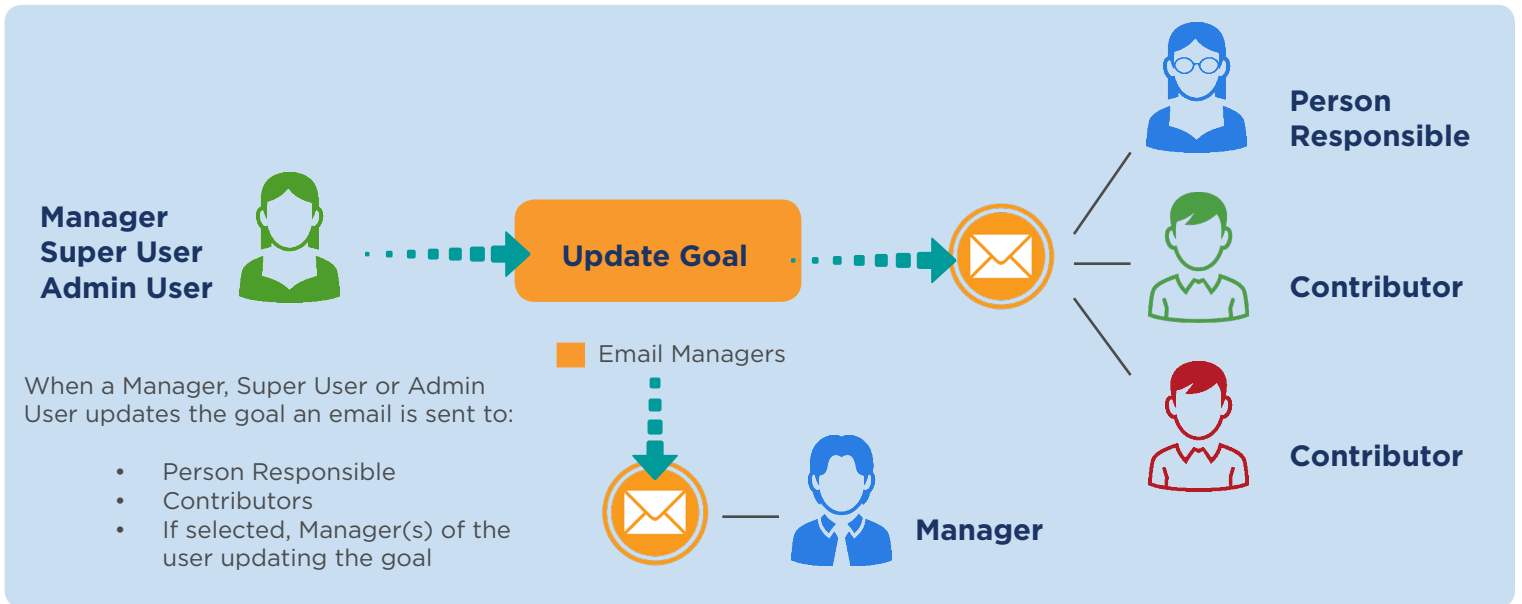 Person
Responsible
Manager
Super User
Admin User
Update Goal
Contributor
Email Managers
When a Manager, Super User or Admin
User updates the goal an email is sent to:
• Person Responsible
• Contributors
• If selected, Manager(s) of the
user updating the goal
Contributor
Manager